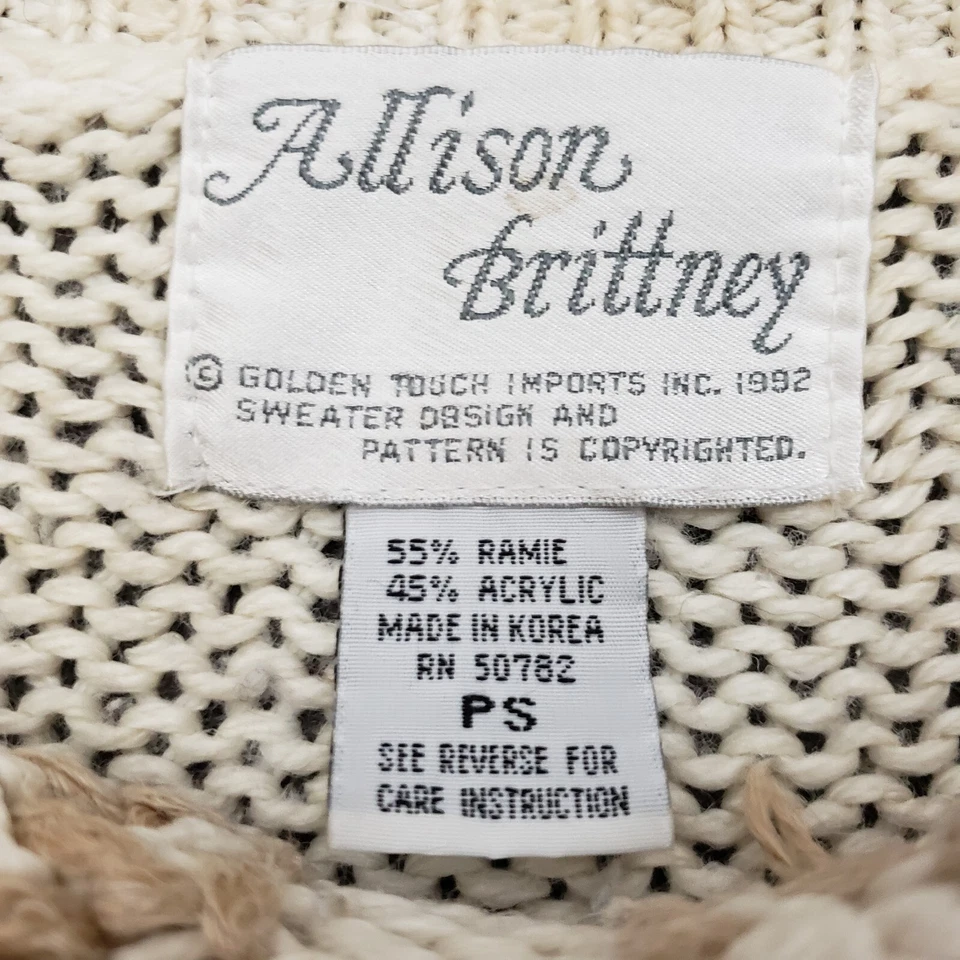 Allison
Brittney
© GOLDEN TOUCH IMPORTS INC. 1992
SWEATER DESIGN AND
PATTERN IS COPYRIGHTED.
55% RAMIE
45% ACRYLIC
MADE IN KOREA
RN 50782
PS
SEE REVERSE FOR
CARE INSTRUCTION